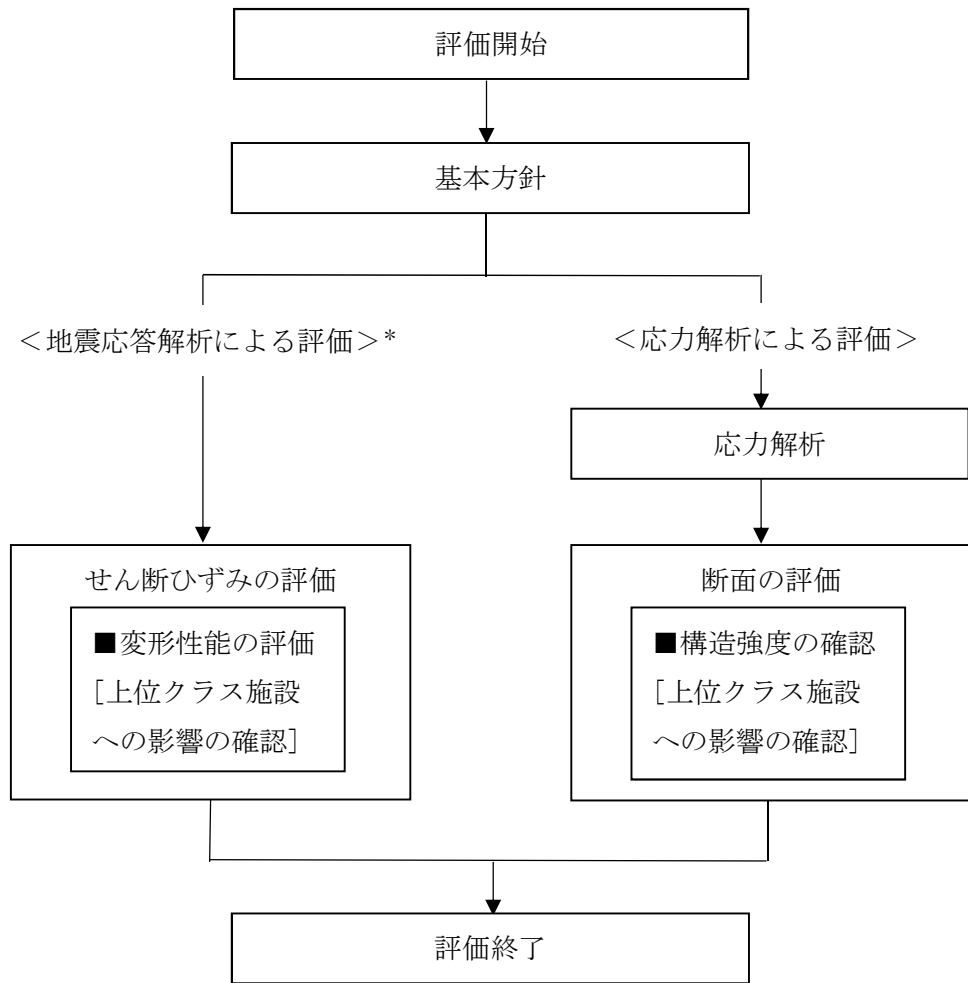 評価開始
基本方針
＜地震応答解析による評価＞*
＜応力解析による評価＞
応力解析
せん断ひずみの評価
■変形性能の評価
［上位クラス施設
への影響の確認］
断面の評価
■構造強度の確認
［上位クラス施設
への影響の確認］
評価終了